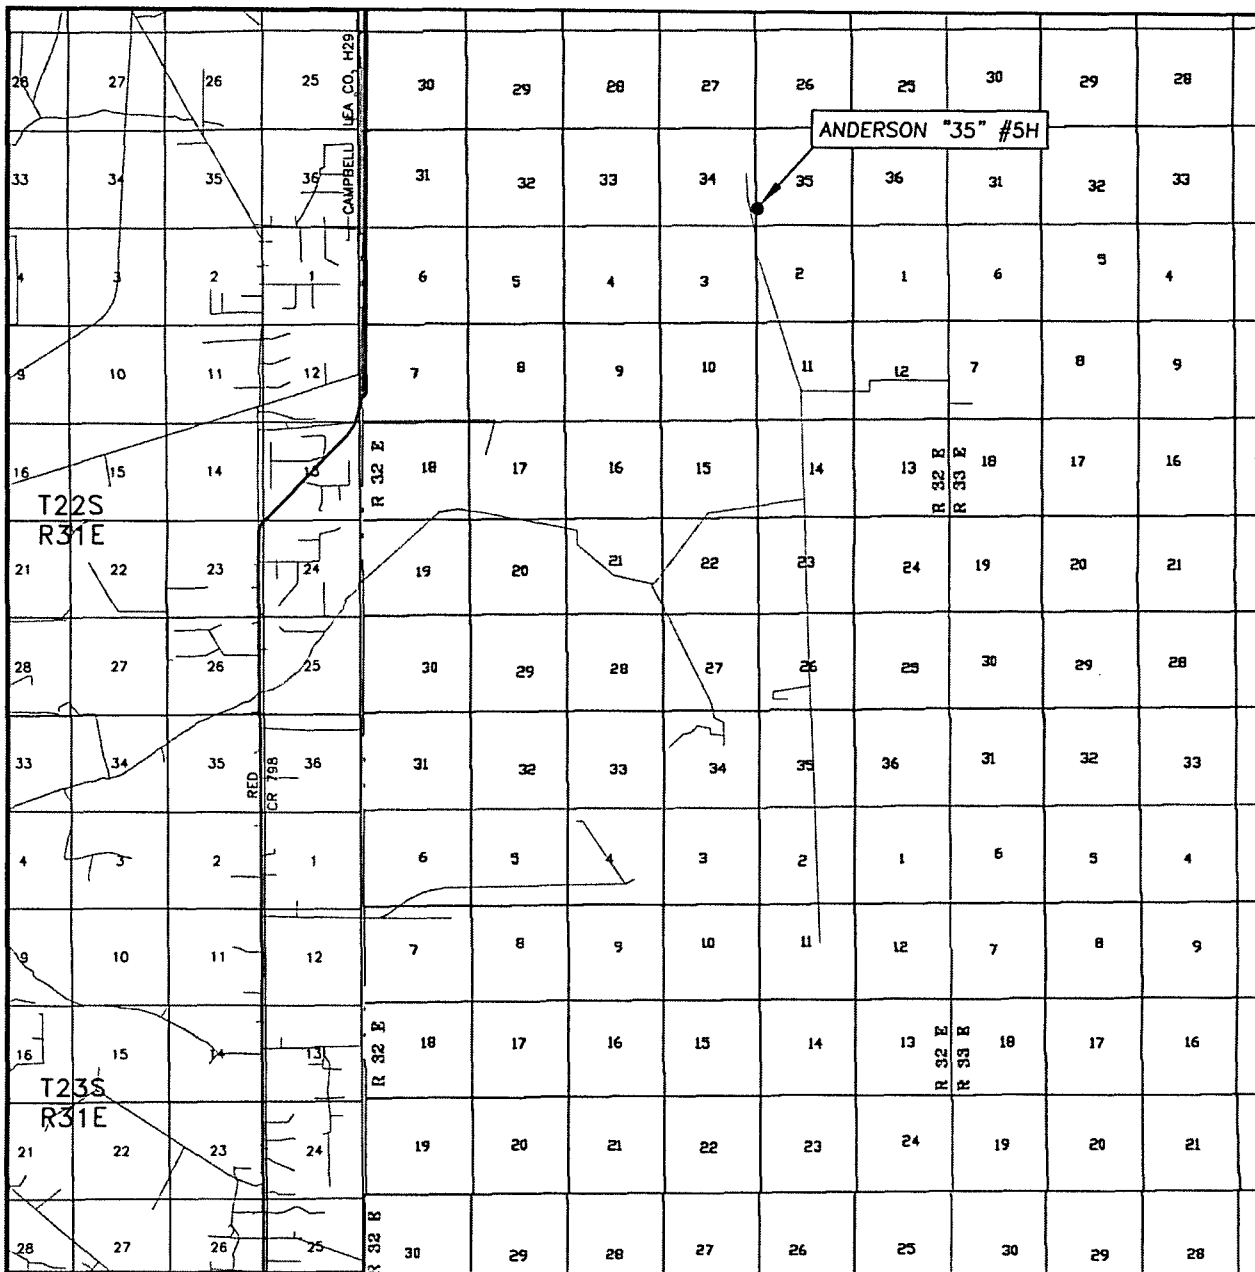 28 27 26 25 30 29 28 27 26 25 30 29 28
CAMPBELL LEA CO, H29
ANDERSON "35" #5H
33 34 35 36 31 32 33 34 35 36 31 32 33
4 3 2 1 6 5 4 3 2 1 6 5 4
9 10 11 12 7 8 9 10 11 12 7 8 9
16 15 14 13 18 17 16 15 14 13 18 17 16
R 32 E
R 32 E
R 33 E
T22S
R31E
21 22 23 24 19 20 21 22 23 24 19 20 21
28 27 26 25 30 29 28 27 26 25 30 29 28
33 34 35 36 31 32 33 34 35 36 31 32 33
RED
CR 798
4 3 2 1 6 5 4 3 2 1 6 5 4
9 10 11 12 7 8 9 10 11 12 7 8 9
16 15 14 13 18 17 16 15 14 13 18 17 16
R 32 E
R 32 E
R 33 E
T23S
R31E
21 22 23 24 19 20 21 22 23 24 19 20 21
28 27 26 25 30 29 28 27 26 25 30 29 28
R 32 E